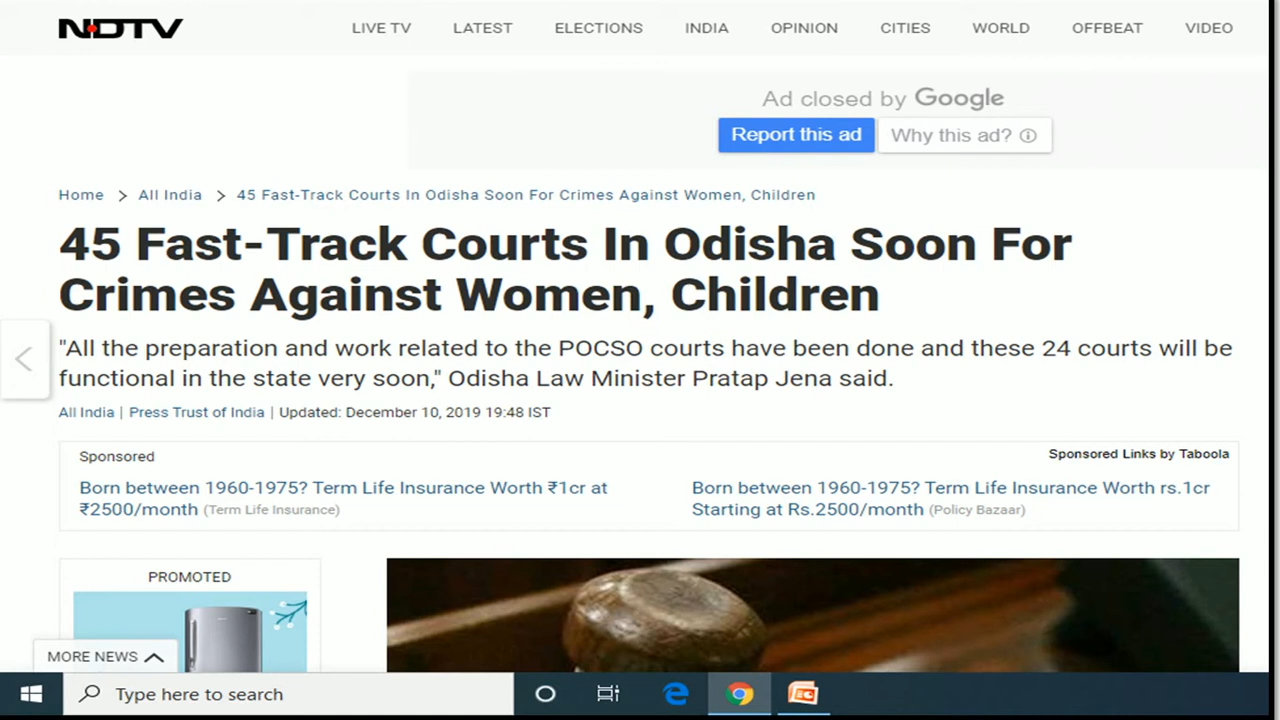 NDTV
LIVE TV LATEST ELECTIONS INDIA OPINION CITIES WORLD OFFBEAT VIDEO
Ad closed by Google
Report this ad Why this ad?
Home > All India > 45 Fast-Track Courts In Odisha Soon For Crimes Against Women, Children
45 Fast-Track Courts In Odisha Soon For
Crimes Against Women, Children
"All the preparation and work related to the POCSO courts have been done and these 24 courts will be
functional in the state very soon," Odisha Law Minister Pratap Jena said.
All India | Press Trust of India | Updated: December 10, 2019 19:48 IST
Sponsored
Sponsored Links by Taboola
Born between 1960-1975? Term Life Insurance Worth ₹1cr at
₹2500/month (Term Life Insurance)
Born between 1960-1975? Term Life Insurance Worth rs.1cr
Starting at Rs.2500/month (Policy Bazaar)
PROMOTED
MORE NEWS
Type here to search